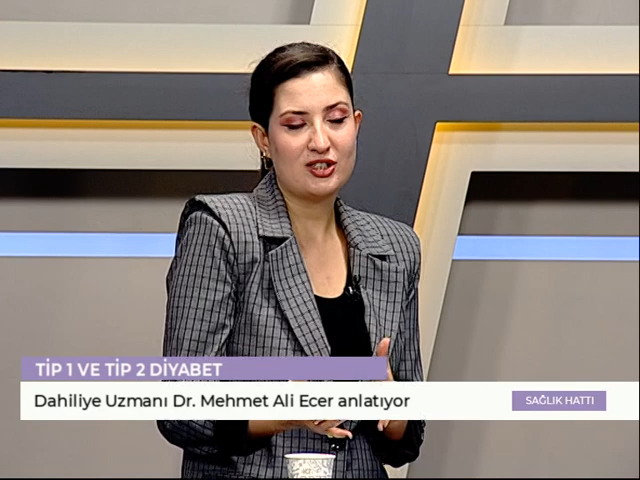 TİP 1 VE TİP 2 DİYABET
Dahiliye Uzmanı Dr. Mehmet Ali Ecer anlatıyor
SAĞLIK HATTI